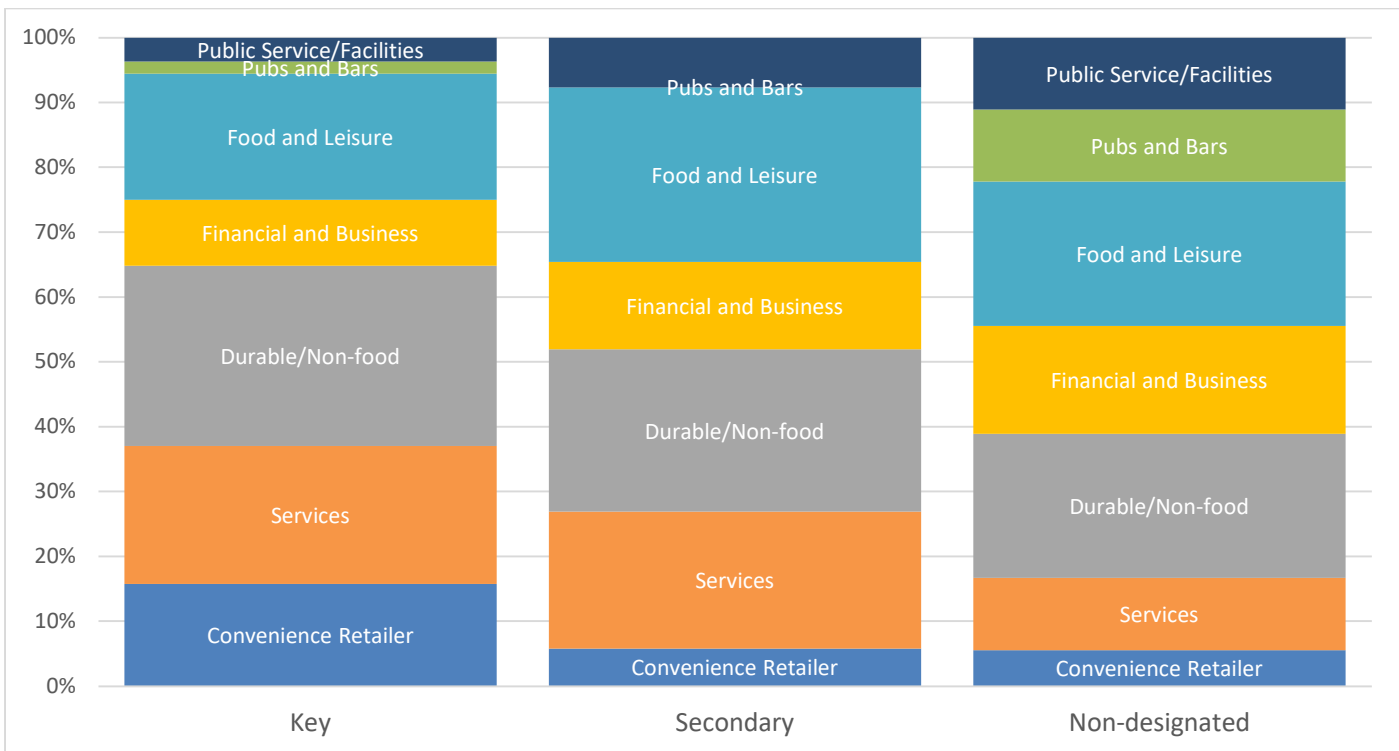 100%
90%
80%
70%
60%
50%
40%
30%
20%
10%
0%
Public Service/Facilities
Pubs and Bars
Food and Leisure
Financial and Business
Durable/Non-food
Services
Convenience Retailer
Pubs and Bars
Food and Leisure
Financial and Business
Durable/Non-food
Services
Convenience Retailer
Public Service/Facilities
Pubs and Bars
Food and Leisure
Financial and Business
Durable/Non-food
Services
Convenience Retailer
Key
Secondary
Non-designated